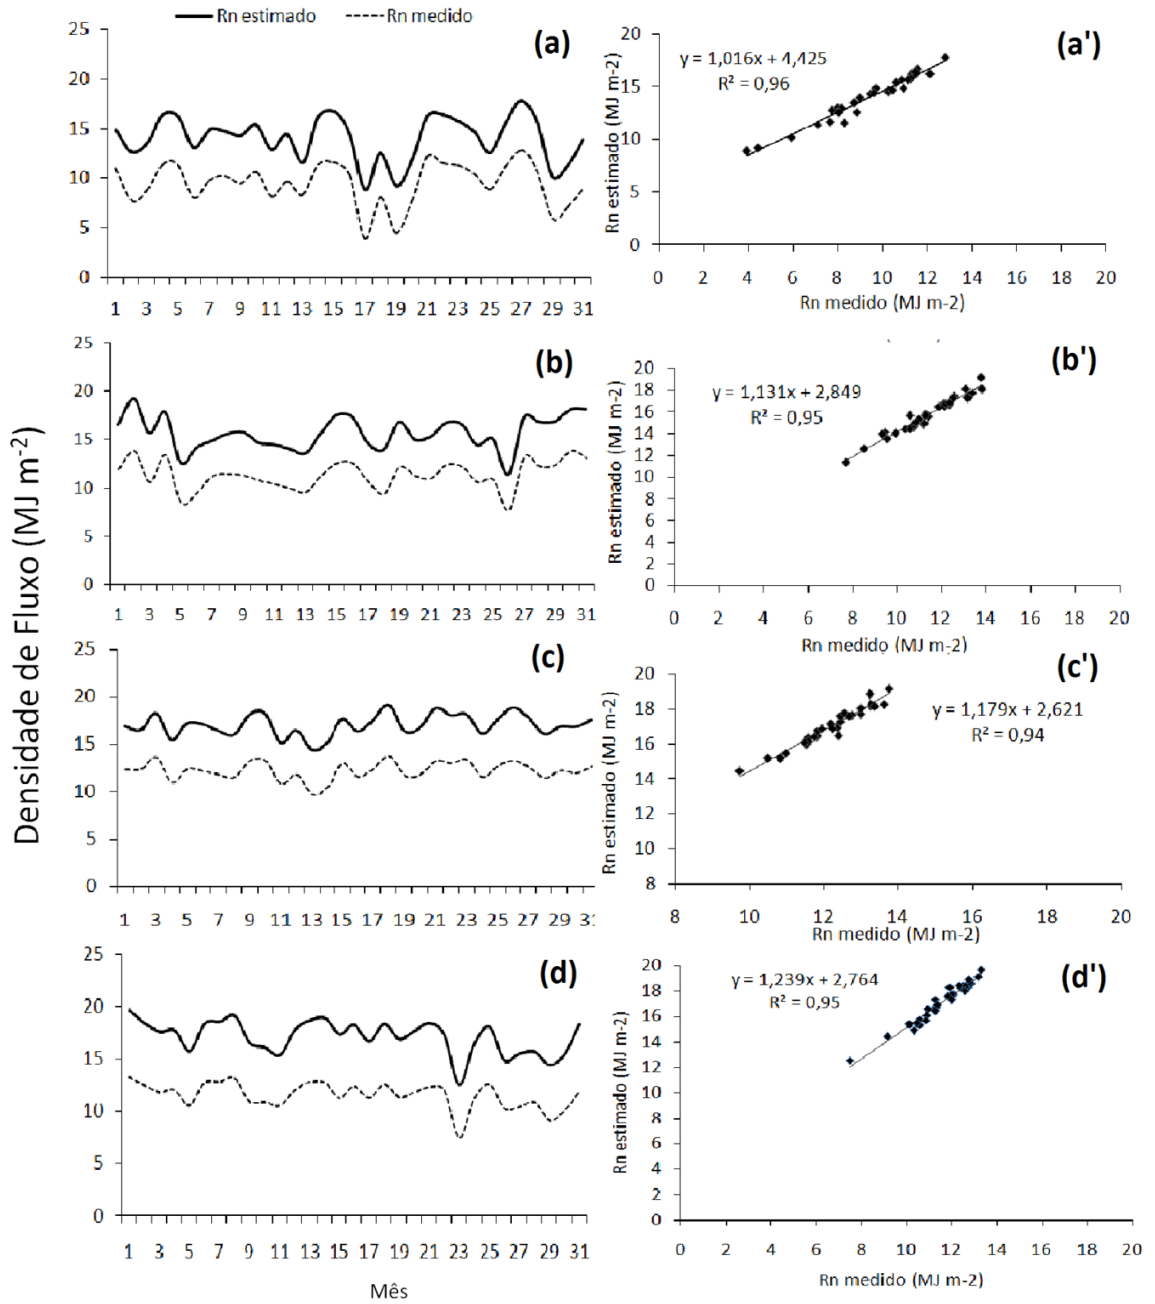 Rn estimado Rn medido
Densidade de Fluxo (MJ m-2)
(a)
25
20
15
10
5
0
1 3 5 7 9 11 13 15 17 19 21 23 25 27 29 31
(a')
y = 1,016x + 4,425
R² = 0,96
Rn estimado (MJ m-2)
20
15
10
5
0
0 2 4 6 8 10 12 14 16 18 20
Rn medido (MJ m-2)
(b)
25
20
15
10
5
0
1 3 5 7 9 11 13 15 17 19 21 23 25 27 29 31
(b')
y = 1,131x + 2,849
R² = 0,95
Rn estimado (MJ m-2)
20
18
16
14
12
10
8
6
4
2
0
0 2 4 6 8 10 12 14 16 18 20
Rn medido (MJ m-2)
(c)
25
20
15
10
5
0
1 3 5 7 9 11 13 15 17 19 21 23 25 27 29 31
(c')
y = 1,179x + 2,621
R² = 0,94
Rn estimado (MJ m-2)
20
18
16
14
12
10
8
8 10 12 14 16 18 20
Rn medido (MJ m-2)
(d)
25
20
15
10
5
0
1 3 5 7 9 11 13 15 17 19 21 23 25 27 29 31
Mês
(d')
y = 1,239x + 2,764
R² = 0,95
Rn estimado (MJ m-2)
20
18
16
14
12
10
8
6
4
2
0
0 2 4 6 8 10 12 14 16 18 20
Rn medido (MJ m-2)